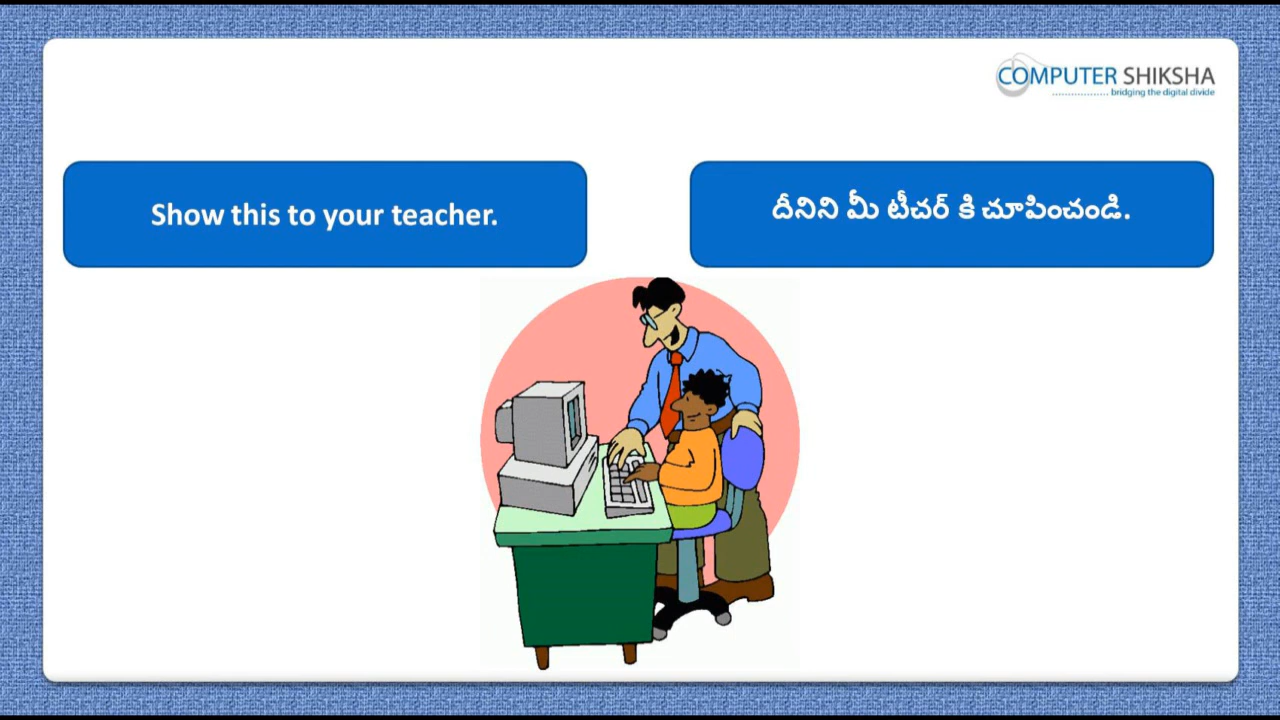 COMPUTER SHIKSHA
.................. bridging the digital divide
Show this to your teacher.
దీనిని మీ టీచర్ కి చూపించండి.